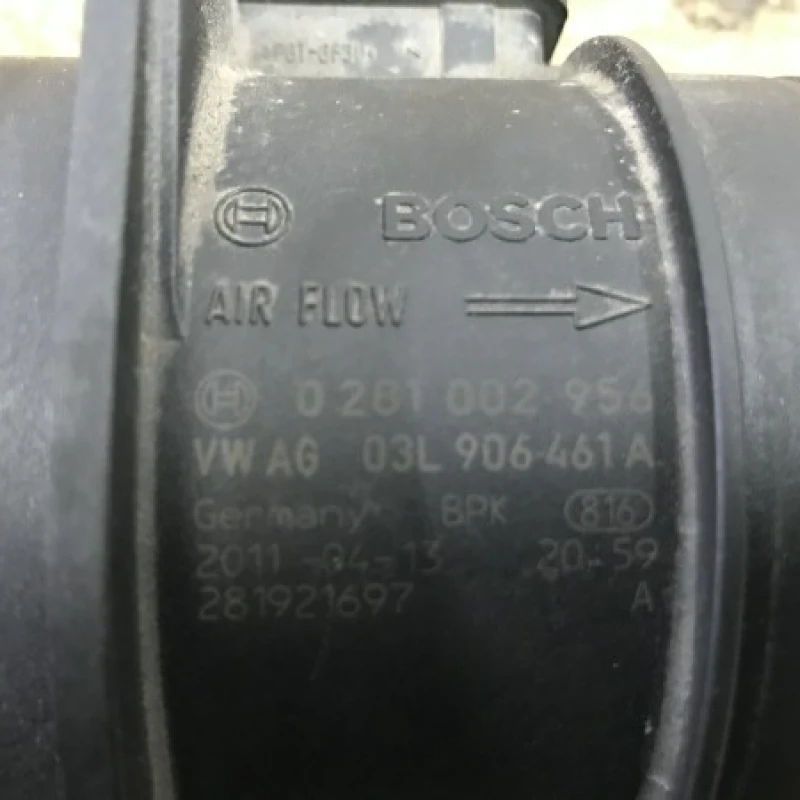 BOSCH
AIR FLOW
0 281 002 956
VW AG 03L 906 461 A
Germany BPK 816
2011-04-13 20:59
281921697 A